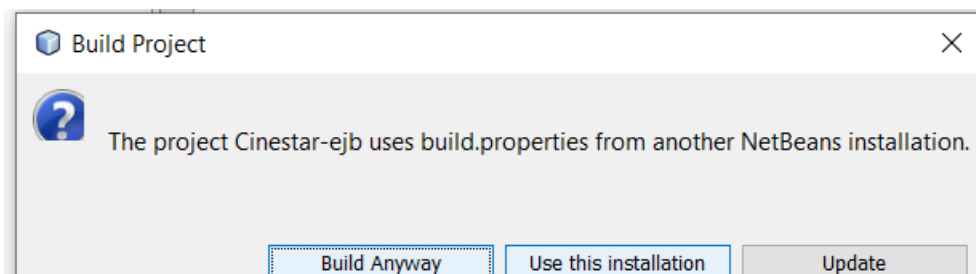 Build Project
The project Cinestar-ejb uses build.properties from another NetBeans installation.
Build Anyway Use this installation Update